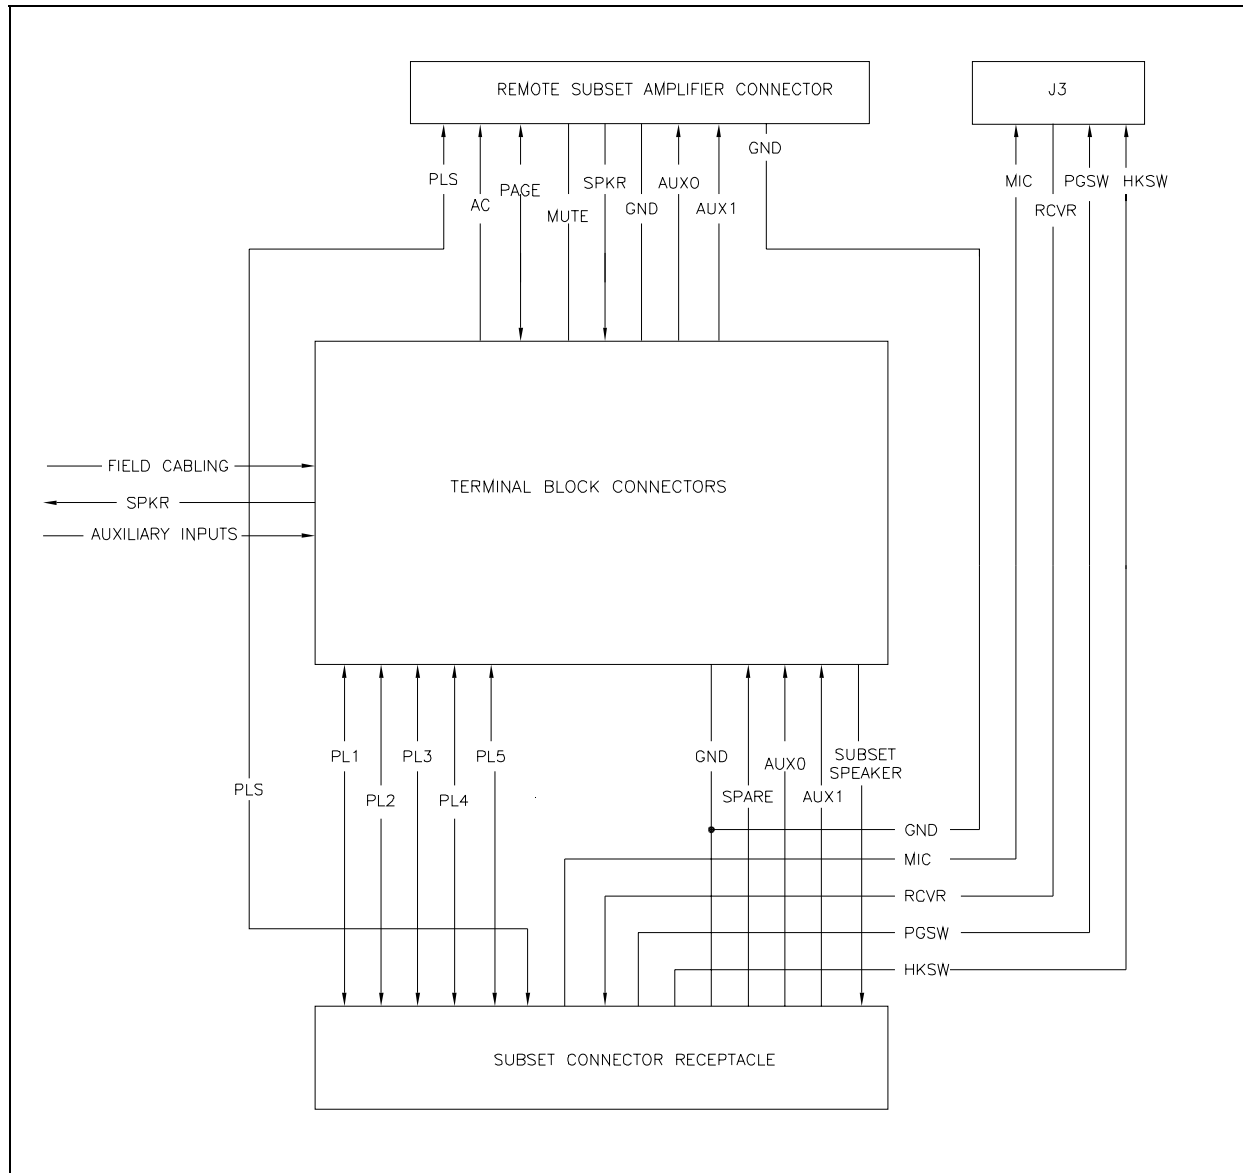 REMOTE SUBSET AMPLIFIER CONNECTOR
J3
PLS
AC
PAGE
MUTE
SPKR
GND
AUX0
AUX1
GND
MIC
RCVR
PGSW
HKSW
FIELD CABLING
SPKR
AUXILIARY INPUTS
TERMINAL BLOCK CONNECTORS
PLS
PL1
PL2
PL3
PL4
PL5
GND
SPARE
AUX0
AUX1
SUBSET
SPEAKER
GND
MIC
RCVR
PGSW
HKSW
SUBSET CONNECTOR RECEPTACLE